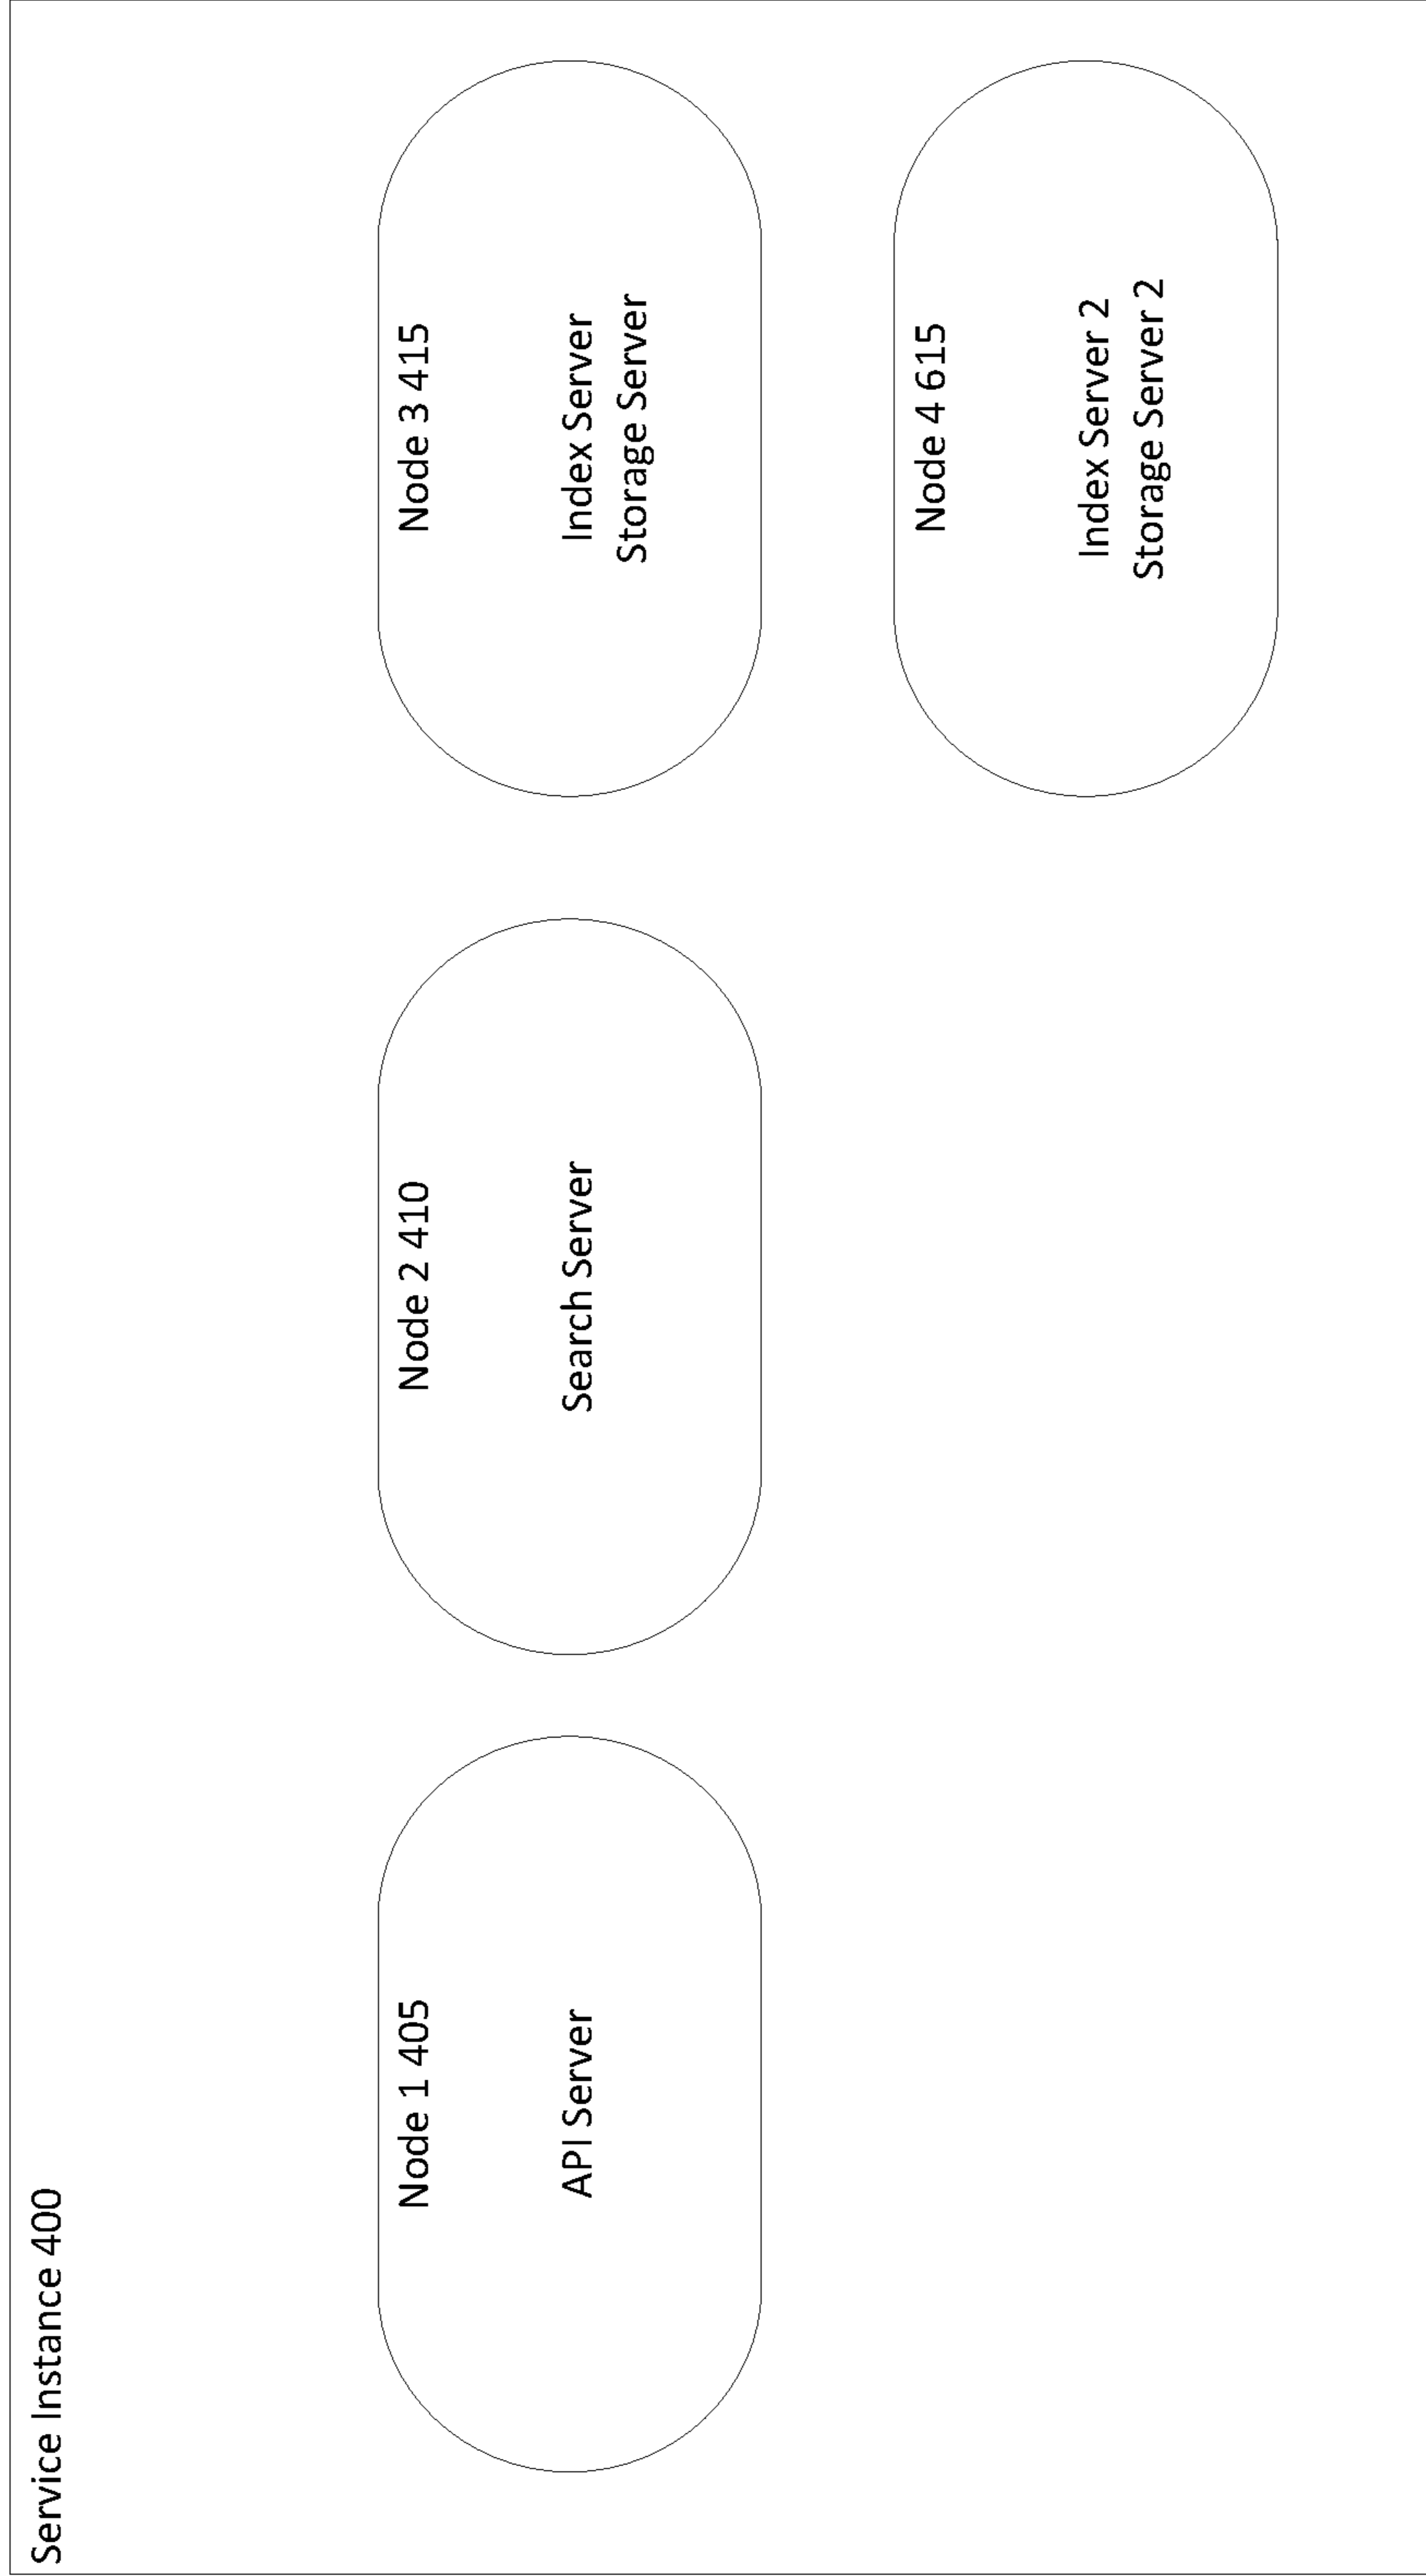 Service Instance 400
Node 1 405
API Server
Node 2 410
Search Server
Node 3 415
Index Server
Storage Server
Node 4 615
Index Server 2
Storage Server 2